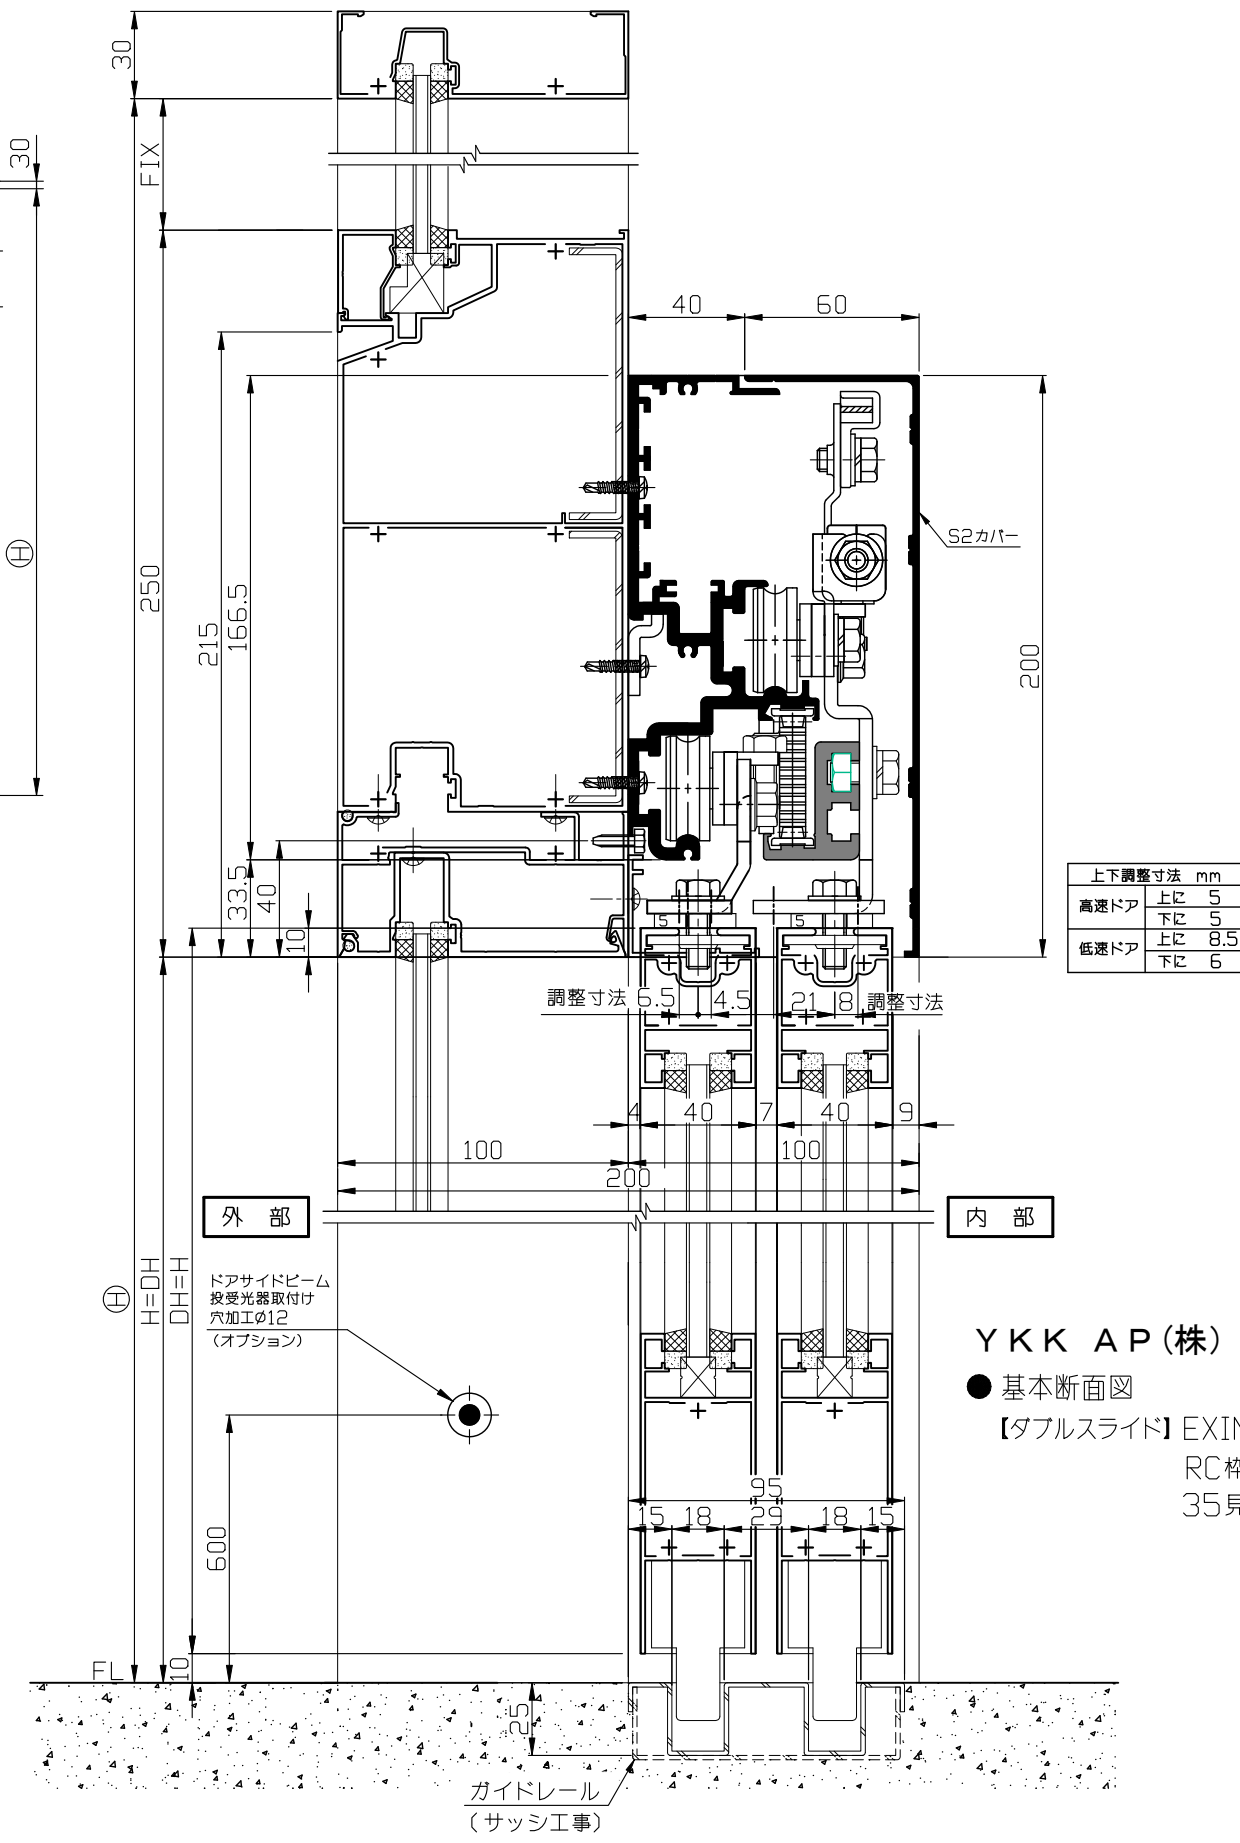 30
FIX
30
Ⓗ
250
215
166.5
33.5
40
10
40 60
S2カバー
200
上下調整寸法 mm
高速ドア 上に 5
下に 5
低速ドア 上に 8.5
下に 6
5 5
調整寸法 6.5 4.5 21 8 調整寸法
4 40 7 40 9
100 100
200
外 部
内 部
Ⓗ
H=DH
DH=H
ドアサイドビーム
投受光器取付け
穴加工φ12
(オプション)
600
YKK AP(株)
● 基本断面図
【ダブルスライド】
RC
35
95
15 18 29 18 15
FL
10
25
ガイドレール
(サッシ工事)